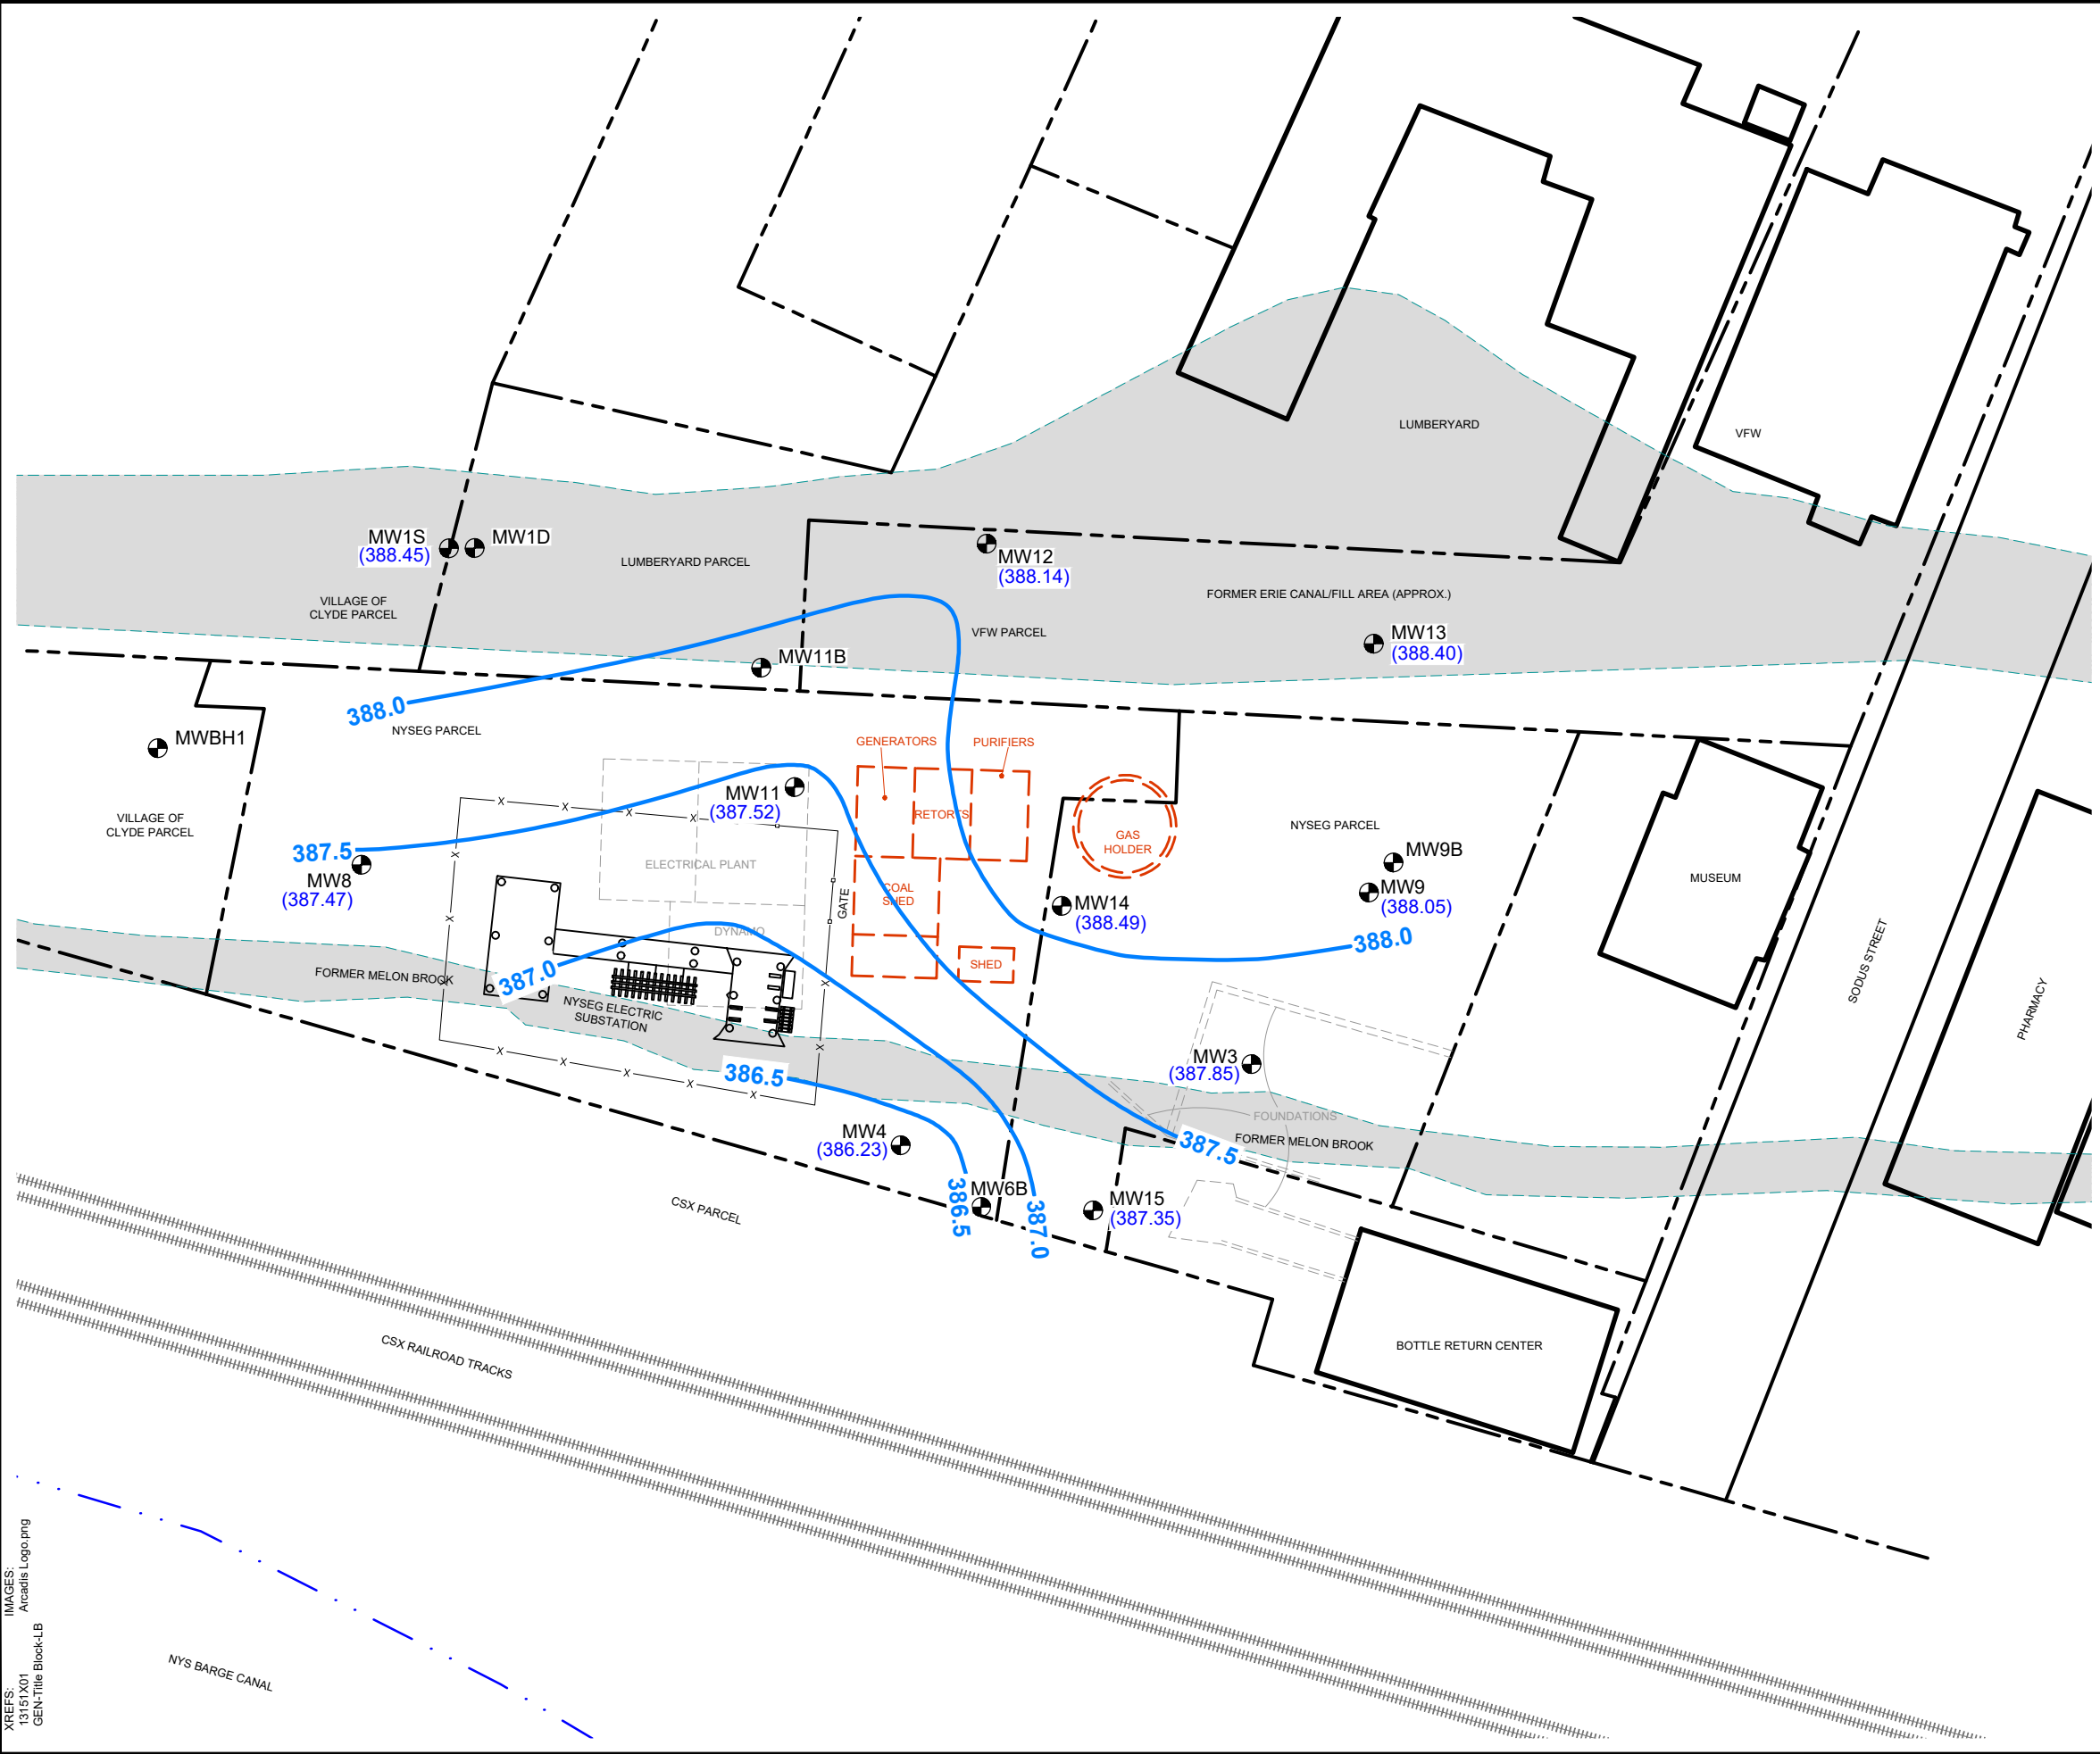 LUMBERYARD
VFW
MW1S
(388.45)
MW1D
LUMBERYARD PARCEL
MW12
(388.14)
VILLAGE OF
CLYDE PARCEL
FORMER ERIE CANAL/FILL AREA (APPROX.)
VFW PARCEL
MW13
(388.40)
MW11B
388.0
NYSEG PARCEL
MWBH1
GENERATORS
PURIFIERS
MW11
(387.52)
RETORTS
VILLAGE OF
CLYDE PARCEL
GAS
HOLDER
NYSEG PARCEL
387.5
ELECTRICAL PLANT
MW9B
MW8
(387.47)
COAL
SHED
GATE
MW14
(388.49)
MW9
(388.05)
MUSEUM
DYNAMO
388.0
SODUS STREET
FORMER MELON BROOK
387.0
SHED
NYSEG ELECTRIC
SUBSTATION
PHARMACY
386.5
MW3
(387.85)
FOUNDATIONS
MW4
(386.23)
387.5
FORMER MELON BROOK
MW6B
386.5
387.0
MW15
(387.35)
CSX PARCEL
BOTTLE RETURN CENTER
CSX RAILROAD TRACKS
NYS BARGE CANAL
XREFS:
13151X01
GEN-Title Block-LB
IMAGES:
Arcadis Logo.png
X
X
X
X
X
X
X
X
X
X
X
X
X